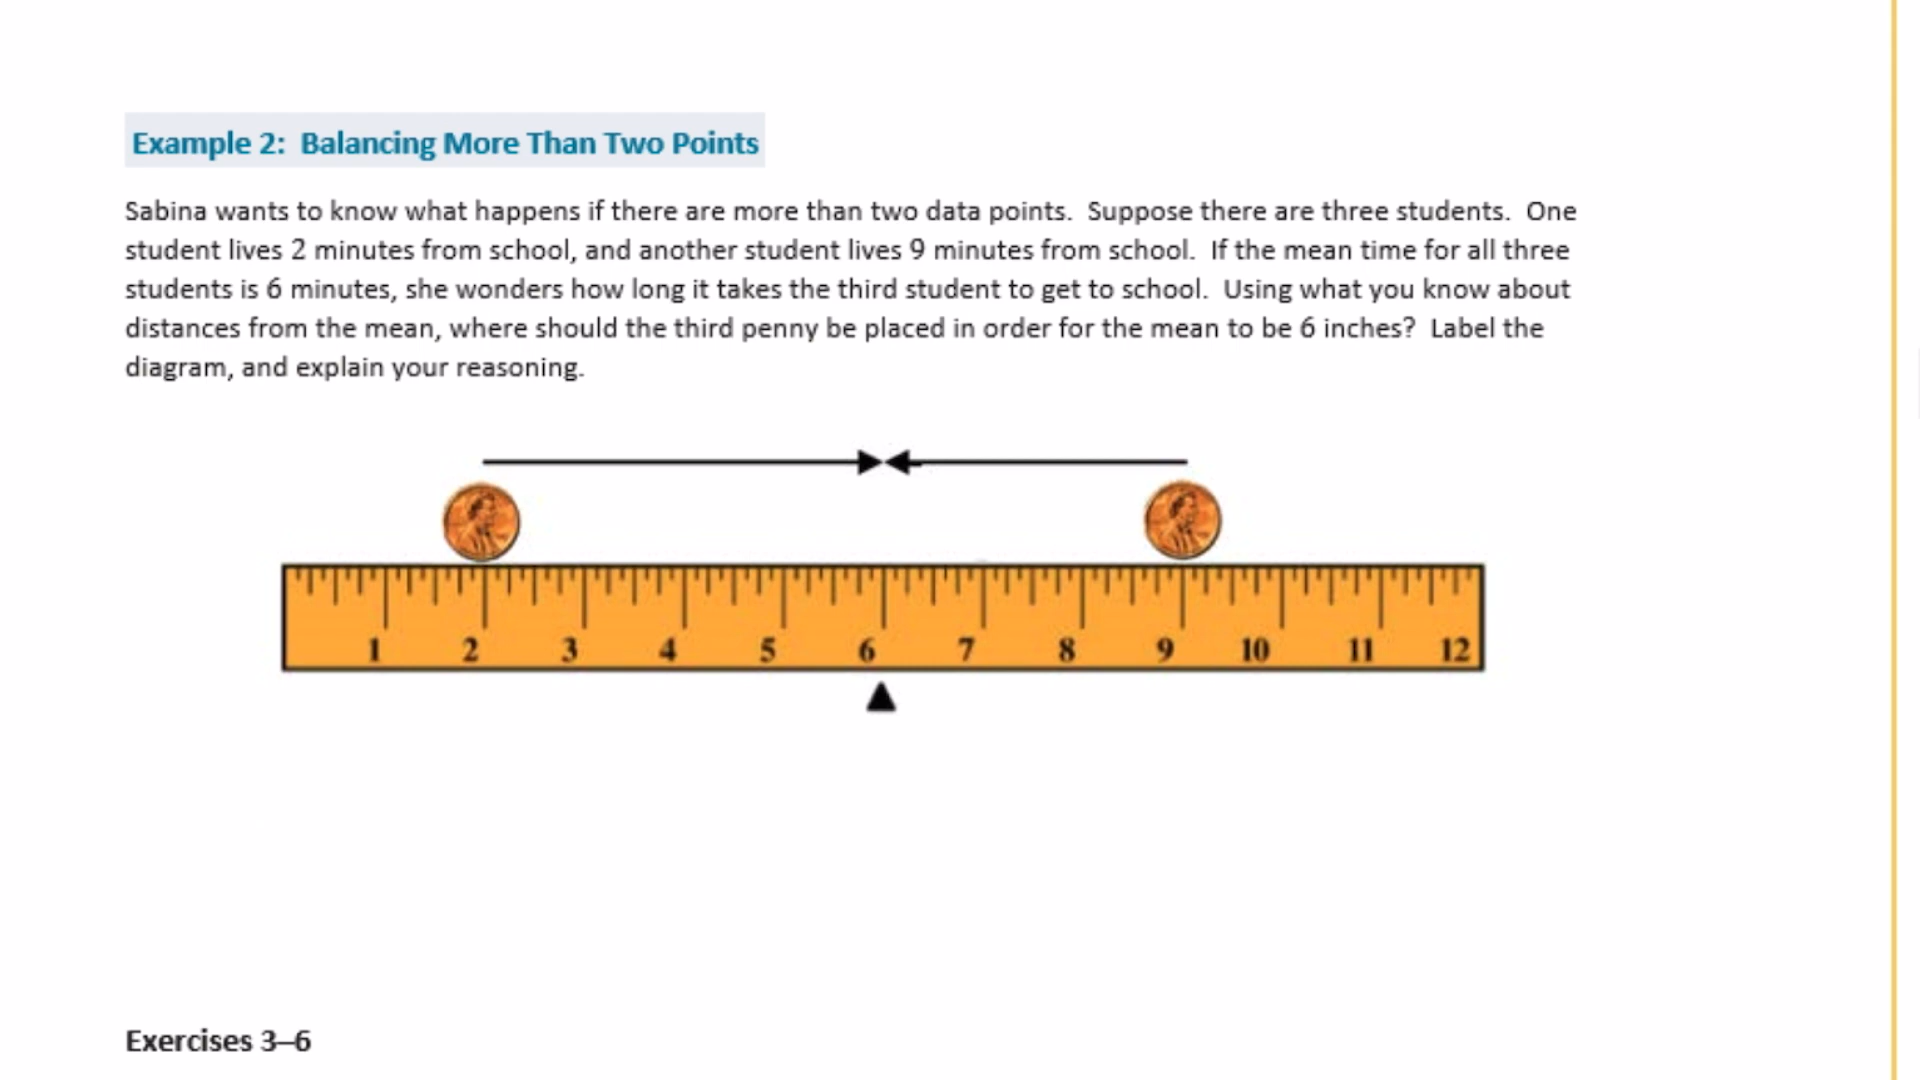 Example 2:  Balancing More Than Two Points
Sabina wants to know what happens if there are more than two data points.  Suppose there are three students.  One
student lives 2 minutes from school, and another student lives 9 minutes from school.  If the mean time for all three
students is 6 minutes, she wonders how long it takes the third student to get to school.  Using what you know about
distances from the mean, where should the third penny be placed in order for the mean to be 6 inches?  Label the
diagram, and explain your reasoning.
1 2 3 4 5 6 7 8 9 10 11 12
Exercises 3–6